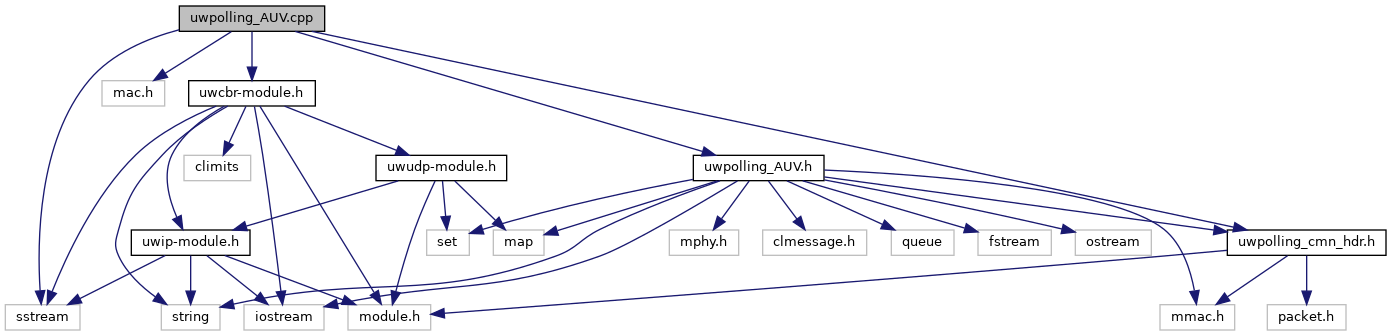 uwpolling_AUV.cpp
mac.h
uwcbr-module.h
climits
uwudp-module.h
uwpolling_AUV.h
uwip-module.h
set
map
mphy.h
clmessage.h
queue
fstream
ostream
uwpolling_cmn_hdr.h
sstream
string
iostream
module.h
mmac.h
packet.h